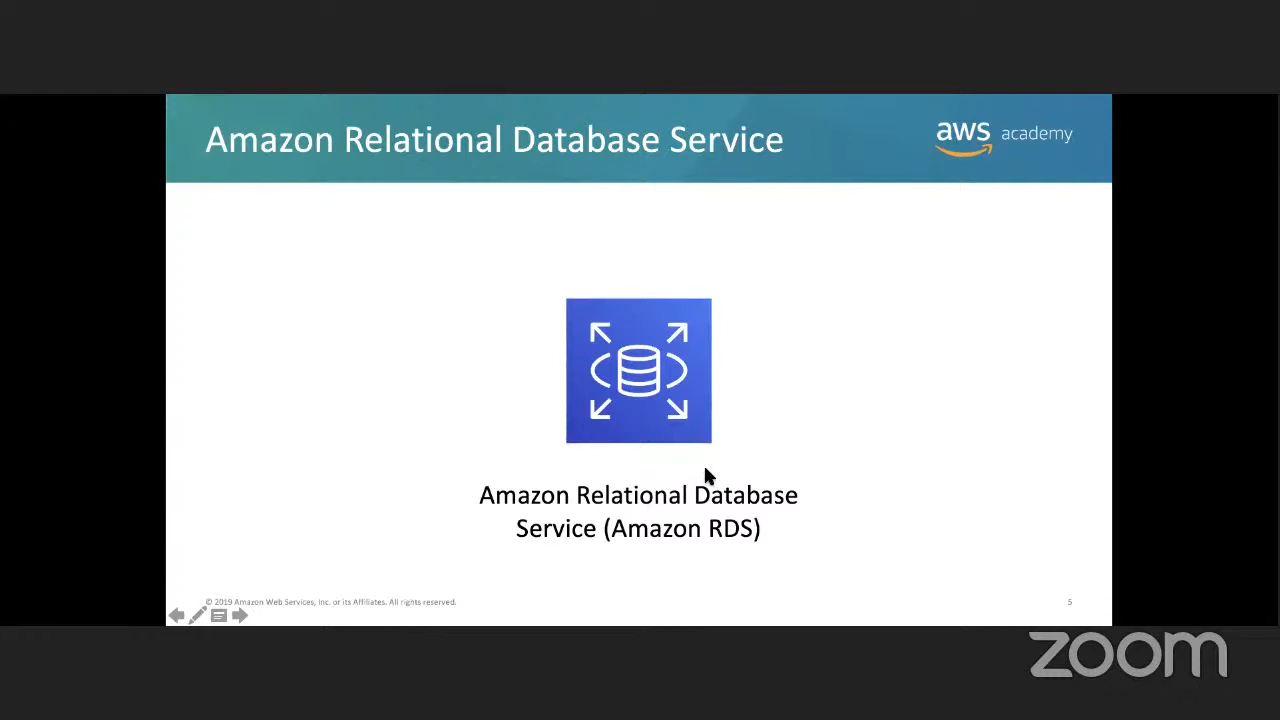 Amazon Relational Database Service
aws academy
Amazon Relational Database
Service (Amazon RDS)
© 2019 Amazon Web Services, Inc. or its Affiliates. All rights reserved.
5
zoom